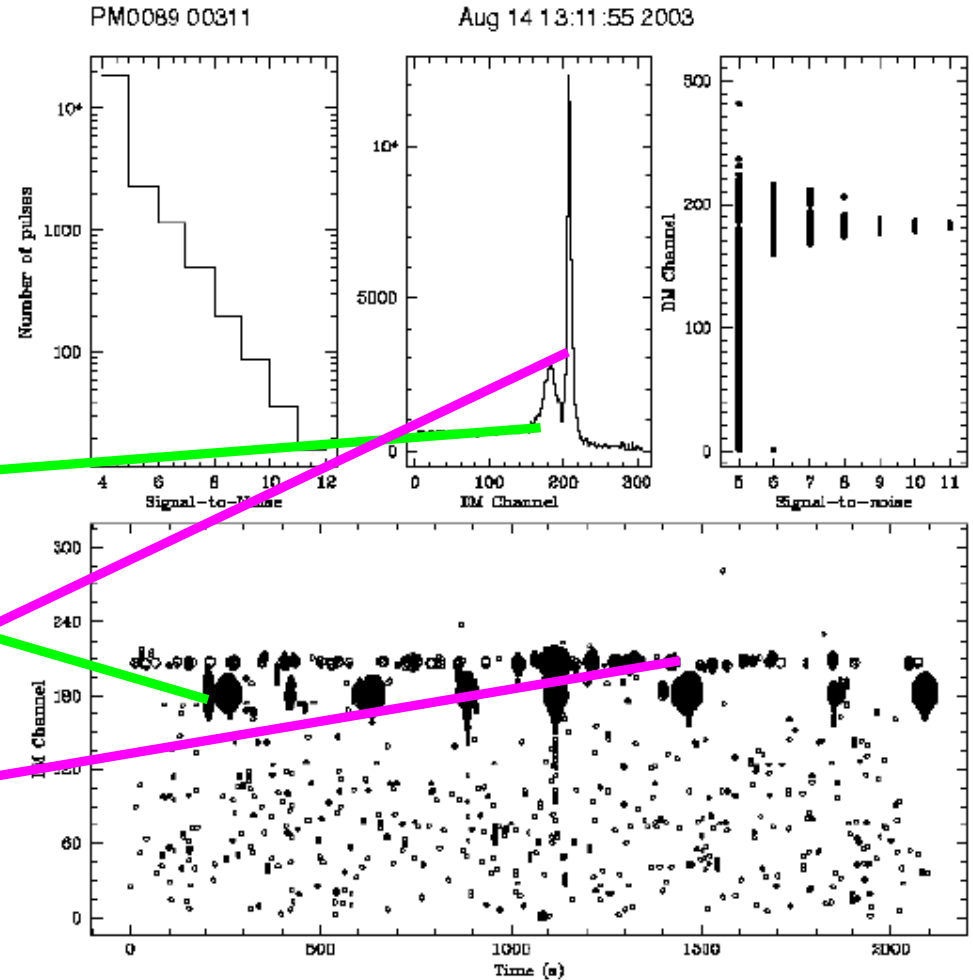 PM0089 00311
Aug 14 13:11:55 2003
Number of pulses
10⁴
1000
100
4 6 8 10 12
Signal-to-Noise
10⁴
5000
0
0 100 200 300
DM Channel
DM Channel
300
200
100
0
5 6 7 8 9 10 11
Signal-to-noise
DM Channel
300
240
180
120
60
0
0 500 1000 1500 2000
Time (s)